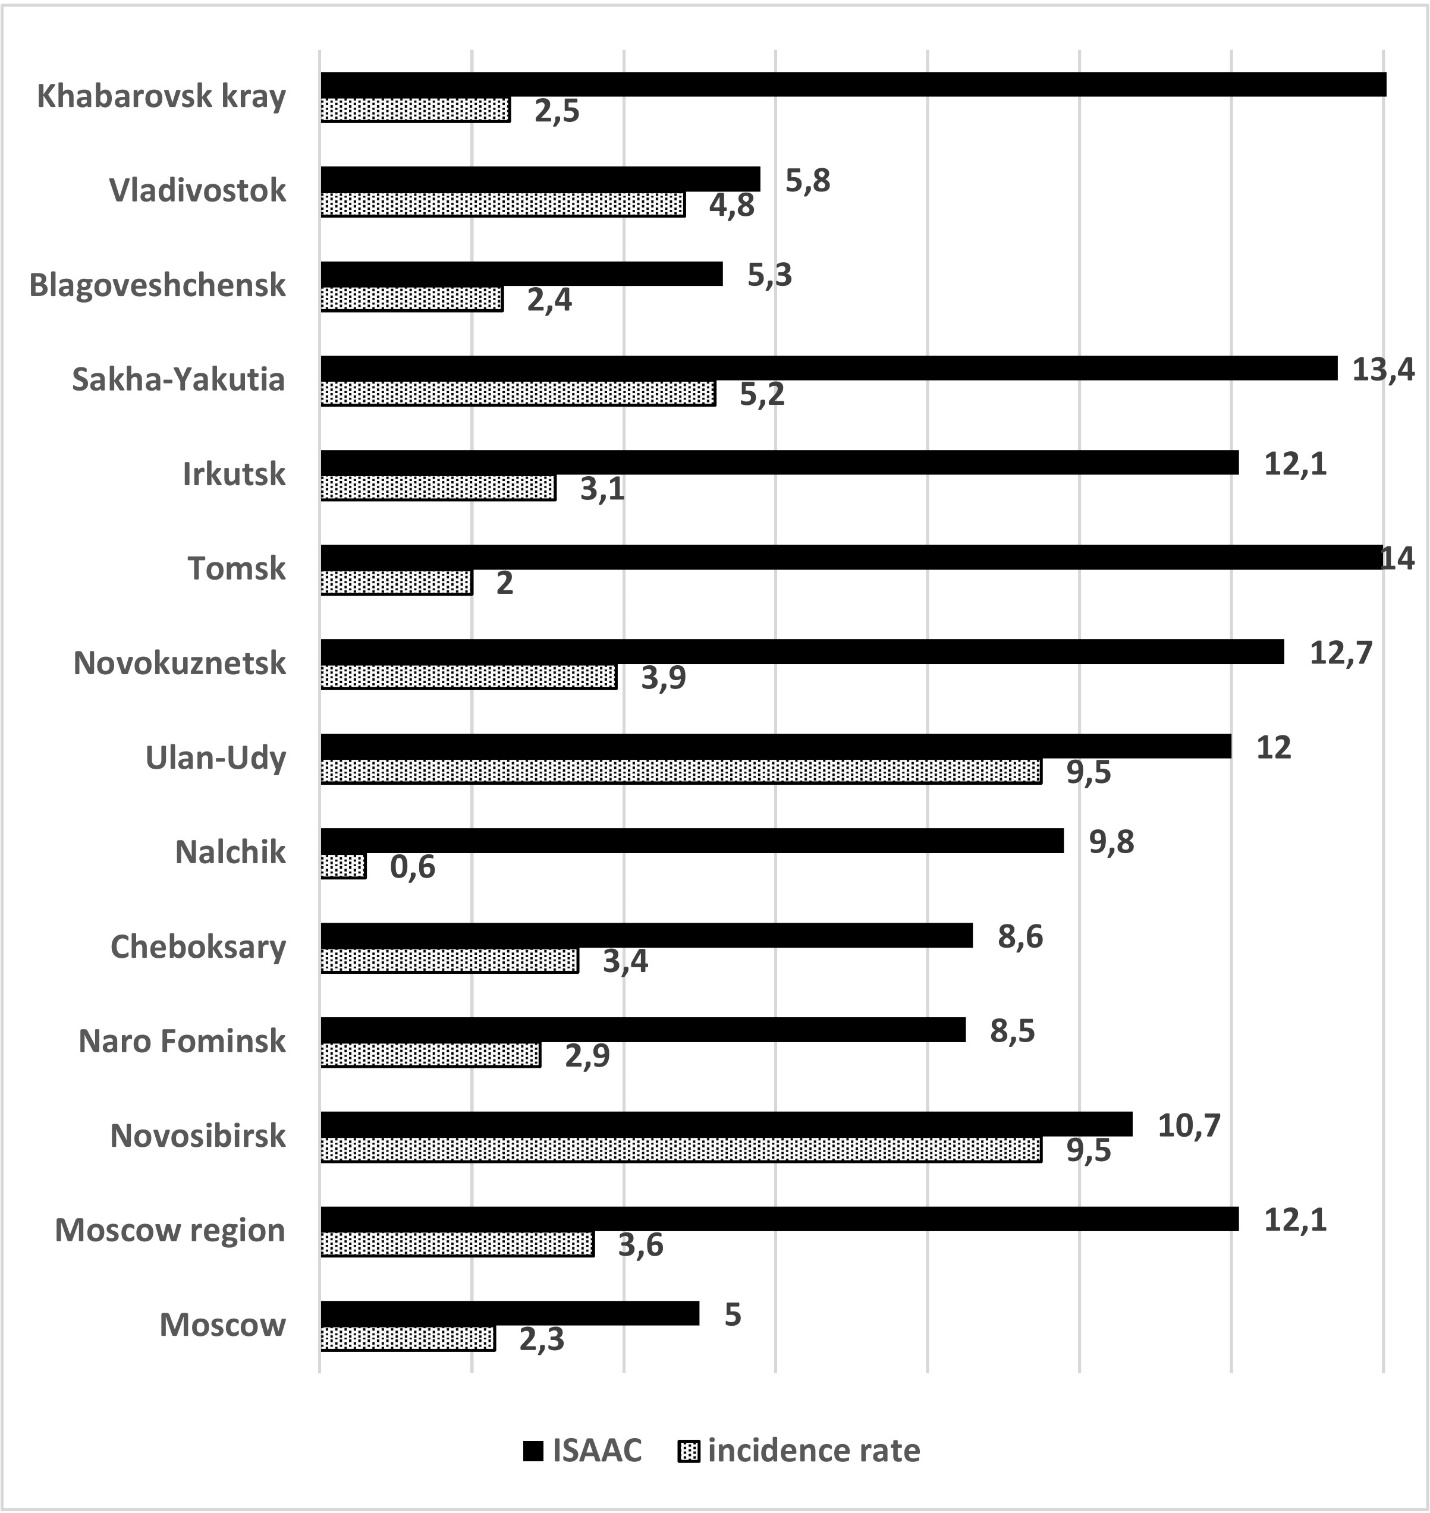 Khabarovsk kray
2,5
Vladivostok
5,8
4,8
Blagoveshchensk
5,3
2,4
Sakha-Yakutia
13,4
5,2
Irkutsk
12,1
3,1
Tomsk
14
2
Novokuznetsk
12,7
3,9
Ulan-Udy
12
9,5
Nalchik
9,8
0,6
Cheboksary
8,6
3,4
Naro Fominsk
8,5
2,9
Novosibirsk
10,7
9,5
Moscow region
12,1
3,6
Moscow
5
2,3
ISAAC incidence rate